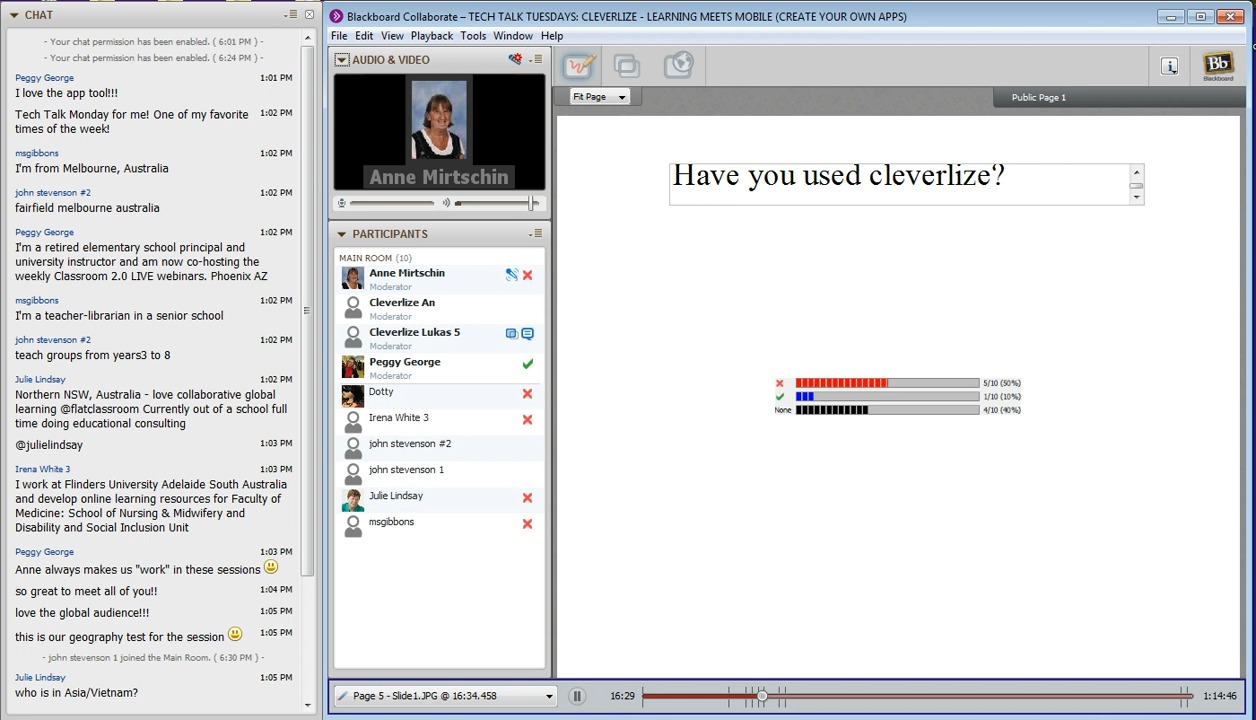 CHAT
- Your chat permission has been enabled. ( 6:01 PM ) -
- Your chat permission has been enabled. ( 6:24 PM ) -
Peggy George 1:01 PM
I love the app tool!!!
Tech Talk Monday for me! One of my favorite 1:02 PM
times of the week!
msgibbons 1:02 PM
I'm from Melbourne, Australia
john stevenson #2 1:02 PM
fairfield melbourne australia
Peggy George 1:02 PM
I'm a retired elementary school principal and
university instructor and am now co-hosting the
weekly Classroom 2.0 LIVE webinars. Phoenix AZ
msgibbons 1:02 PM
I'm a teacher-librarian in a senior school
john stevenson #2 1:02 PM
teach groups from years3 to 8
Julie Lindsay 1:02 PM
Northern NSW, Australia - love collaborative global
learning @flatclassroom Currently out of a school full
time doing educational consulting
@julielindsay 1:03 PM
Irena White 3 1:03 PM
I work at Flinders University Adelaide South Australia
and develop online learning resources for Faculty of
Medicine: School of Nursing & Midwifery and
Disability and Social Inclusion Unit
Peggy George 1:03 PM
Anne always makes us "work" in these sessions
so great to meet all of you!! 1:04 PM
love the global audience!!! 1:05 PM
this is our geography test for the session 1:05 PM
- john stevenson 1 joined the Main Room. ( 6:30 PM ) -
Julie Lindsay 1:05 PM
who is in Asia/Vietnam?
Blackboard Collaborate – TECH TALK TUESDAYS: CLEVERLIZE - LEARNING MEETS MOBILE (CREATE YOUR OWN APPS)
File Edit View Playback Tools Window Help
AUDIO & VIDEO
Anne Mirtschin
PARTICIPANTS
MAIN ROOM (10)
Anne Mirtschin
Moderator
Cleverlize An
Moderator
Cleverlize Lukas 5
Moderator
Peggy George
Moderator
Dotty
Irena White 3
john stevenson #2
john stevenson 1
Julie Lindsay
msgibbons
Bb
Blackboard
Fit Page
Public Page 1
Have you used cleverlize?
5/10 (50%)
1/10 (10%)
None 4/10 (40%)
Page 5 - Slide1.JPG @ 16:34.458
16:29
1:14:46